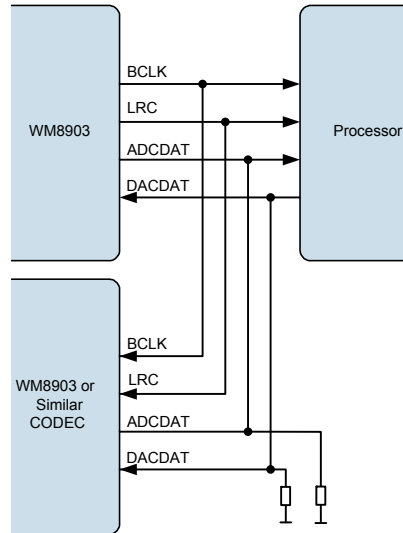 BCLK
LRC
WM8903
Processor
ADCDAT
DACDAT
BCLK
WM8903 or
Similar
CODEC
LRC
ADCDAT
DACDAT